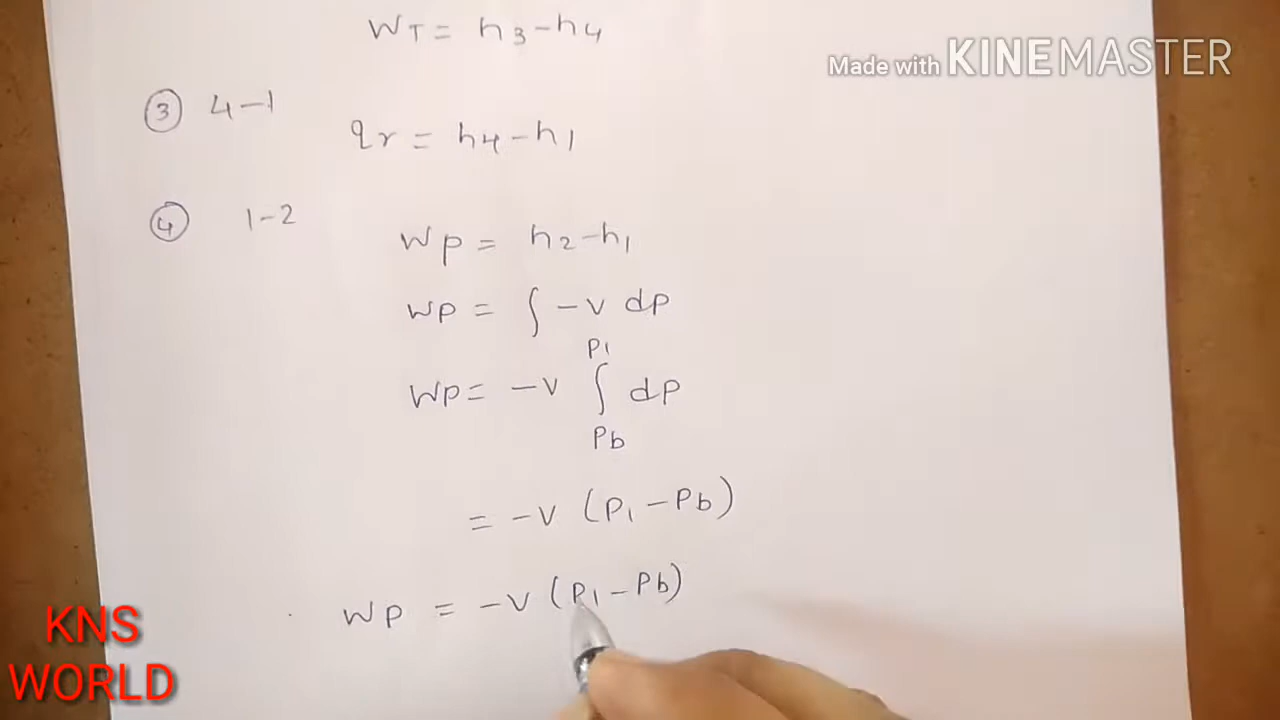 WT = h3-h4
Made with KINEMASTER
③ 4-1
qr = h4-h1
④ 1-2
Wp = h2-h1
Wp = ∫ -v dp
P1
Wp = -v ∫ dp
Pb
= -v (P1 - Pb)
Wp = -v (P1 - Pb)
KNS
WORLD